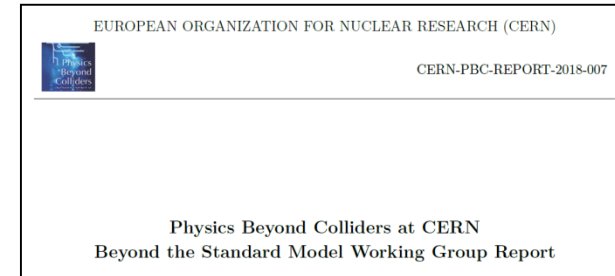 EUROPEAN ORGANIZATION FOR NUCLEAR RESEARCH (CERN)
Physics
Beyond
Colliders
CERN-PBC-REPORT-2018-007
Physics Beyond Colliders at CERN
Beyond the Standard Model Working Group Report